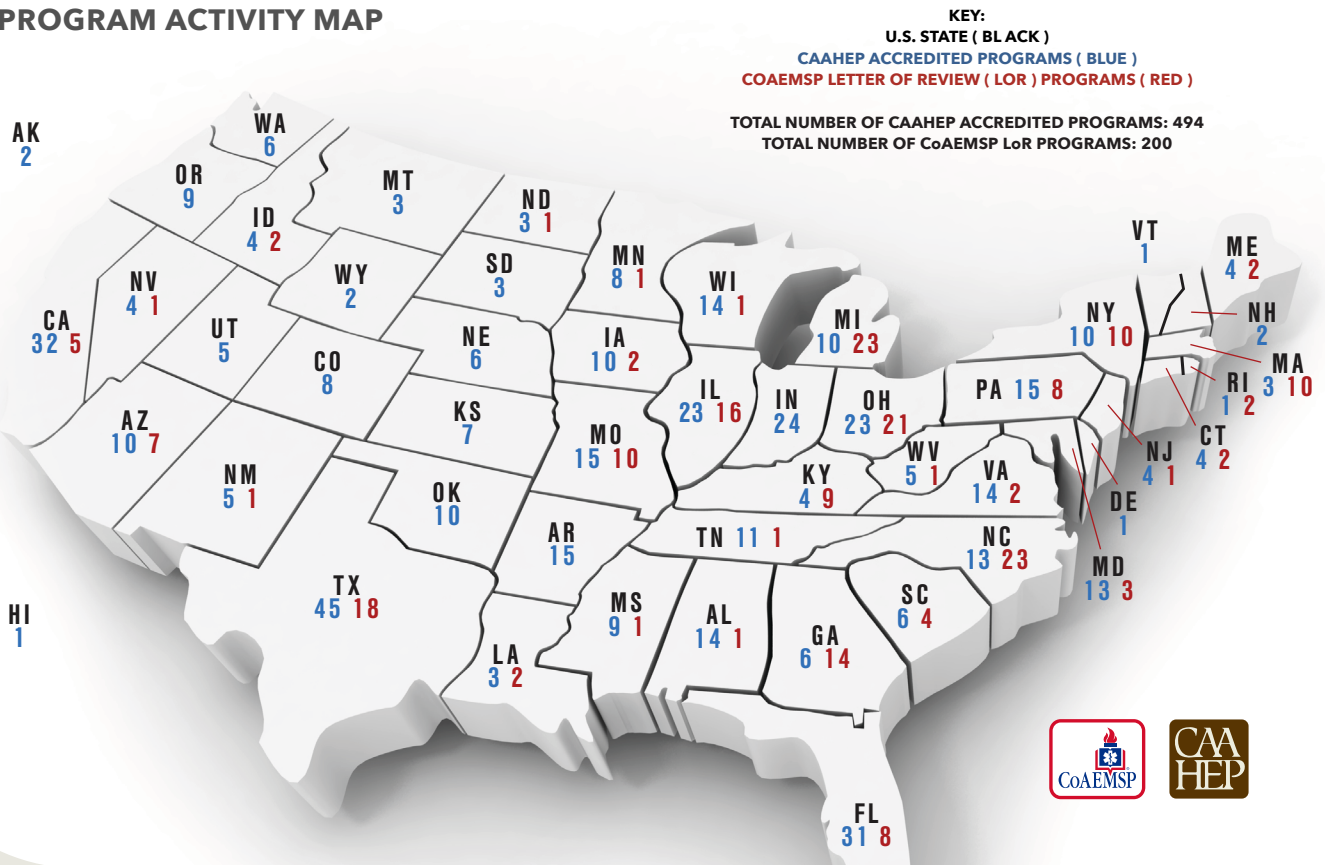 PROGRAM ACTIVITY MAP
KEY:
U.S. STATE ( BL ACK )
CAAHEP ACCREDITED PROGRAMS ( BLUE )
COAEMSP LETTER OF REVIEW ( LOR ) PROGRAMS ( RED )
TOTAL NUMBER OF CAAHEP ACCREDITED PROGRAMS: 494
TOTAL NUMBER OF CoAEMSP LoR PROGRAMS: 200
AK
2
WA
6
OR
9
MT
3
ID
4 2
ND
3 1
MN
8 1
SD
3
WY
2
NV
4 1
CA
32 5
UT
5
CO
8
NE
6
IA
10 2
WI
14 1
MI
10 23
VT
1
ME
4 2
NY
10 10
NH
2
MA
3 10
RI
1 2
CT
4 2
NJ
4 1
PA 15 8
DE
1
MD
13 3
AZ
10 7
NM
5 1
KS
7
MO
15 10
IL
23 16
IN
24
OH
23 21
WV
5 1
VA
14 2
KY
4 9
OK
10
AR
15
TN 11 1
NC
13 23
SC
6 4
HI
1
TX
45 18
LA
3 2
MS
9 1
AL
14 1
GA
6 14
FL
31 8
CoAEMSP
CAA
HEP